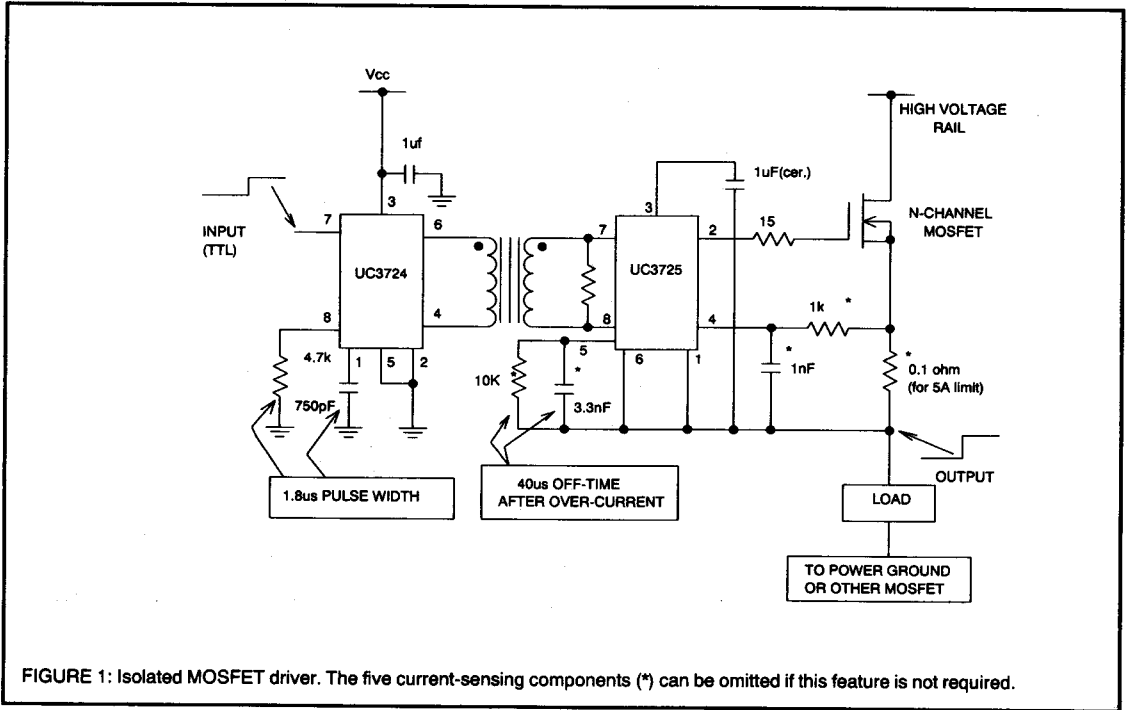 Vcc
1uf
3
INPUT
(TTL)
7
6
UC3724
8
4
4.7k
1
5
2
750pF
1.8us PULSE WIDTH
3
1uF(cer.)
7
2
15
UC3725
8
4
5
6
1
10K
*
*
3.3nF
40us OFF-TIME
AFTER OVER-CURRENT
HIGH VOLTAGE
RAIL
N-CHANNEL
MOSFET
1k *
*
1nF
*
0.1 ohm
(for 5A limit)
OUTPUT
LOAD
TO POWER GROUND
OR OTHER MOSFET
FIGURE 1: Isolated MOSFET driver. The five current-sensing components (*) can be omitted if this feature is not required.